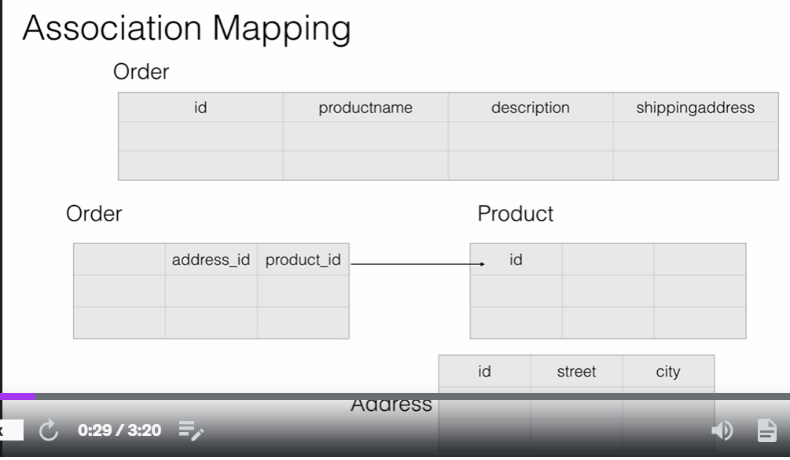 Association Mapping
Order
id productname description shippingaddress
Order Product
address_id product_id id
id street city
Address
0:29 / 3:20